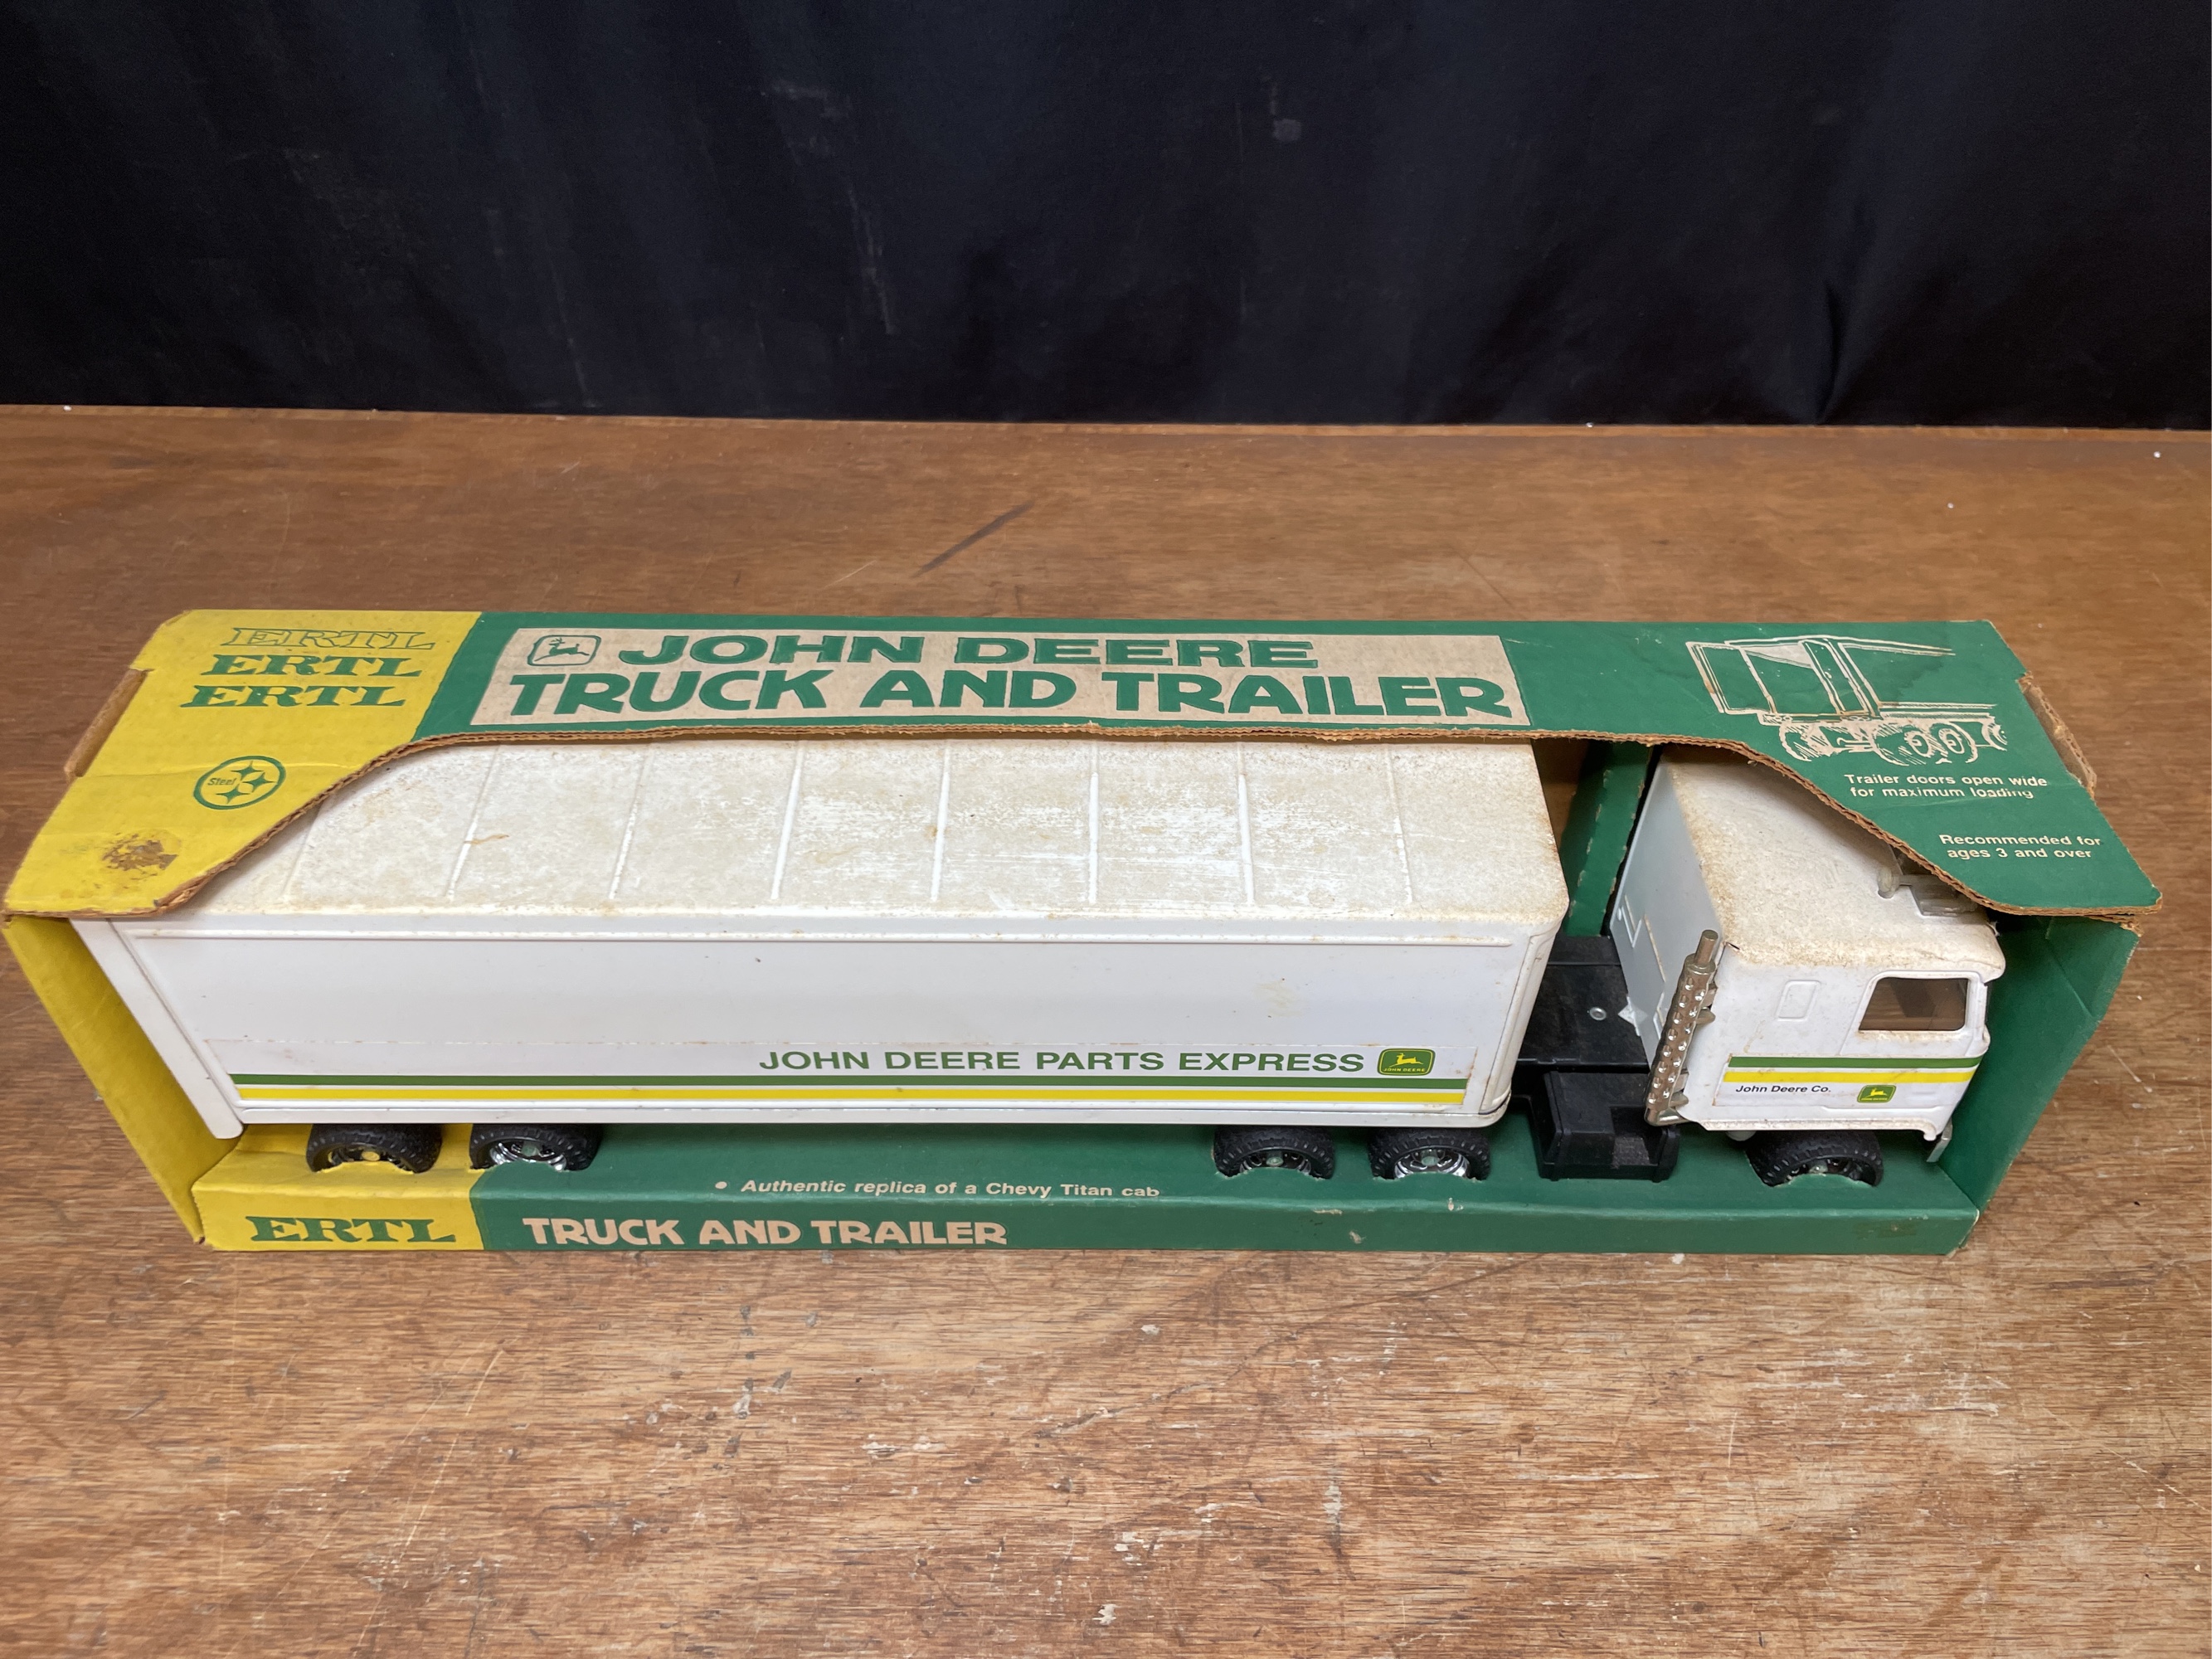 ERTL
ERTL
ERTL
Steel
JOHN DEERE
TRUCK AND TRAILER
Trailer doors open wide
for maximum loading
Recommended for
ages 3 and over
JOHN DEERE PARTS EXPRESS
JOHN DEERE
John Deere Co.
• Authentic replica of a Chevy Titan cab
ERTL
TRUCK AND TRAILER